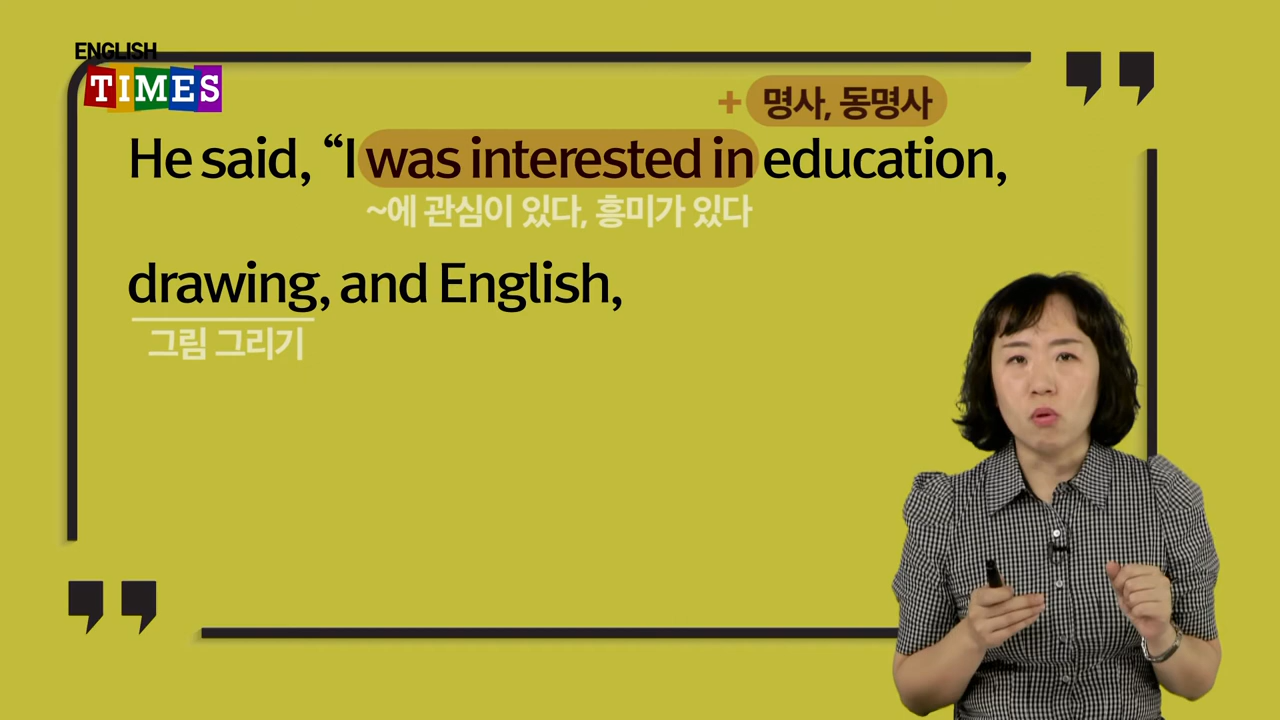 ENGLISH
TIMES
+ 명사, 동명사
He said, “I was interested in education,
~에 관심이 있다, 흥미가 있다
drawing, and English,
그림 그리기